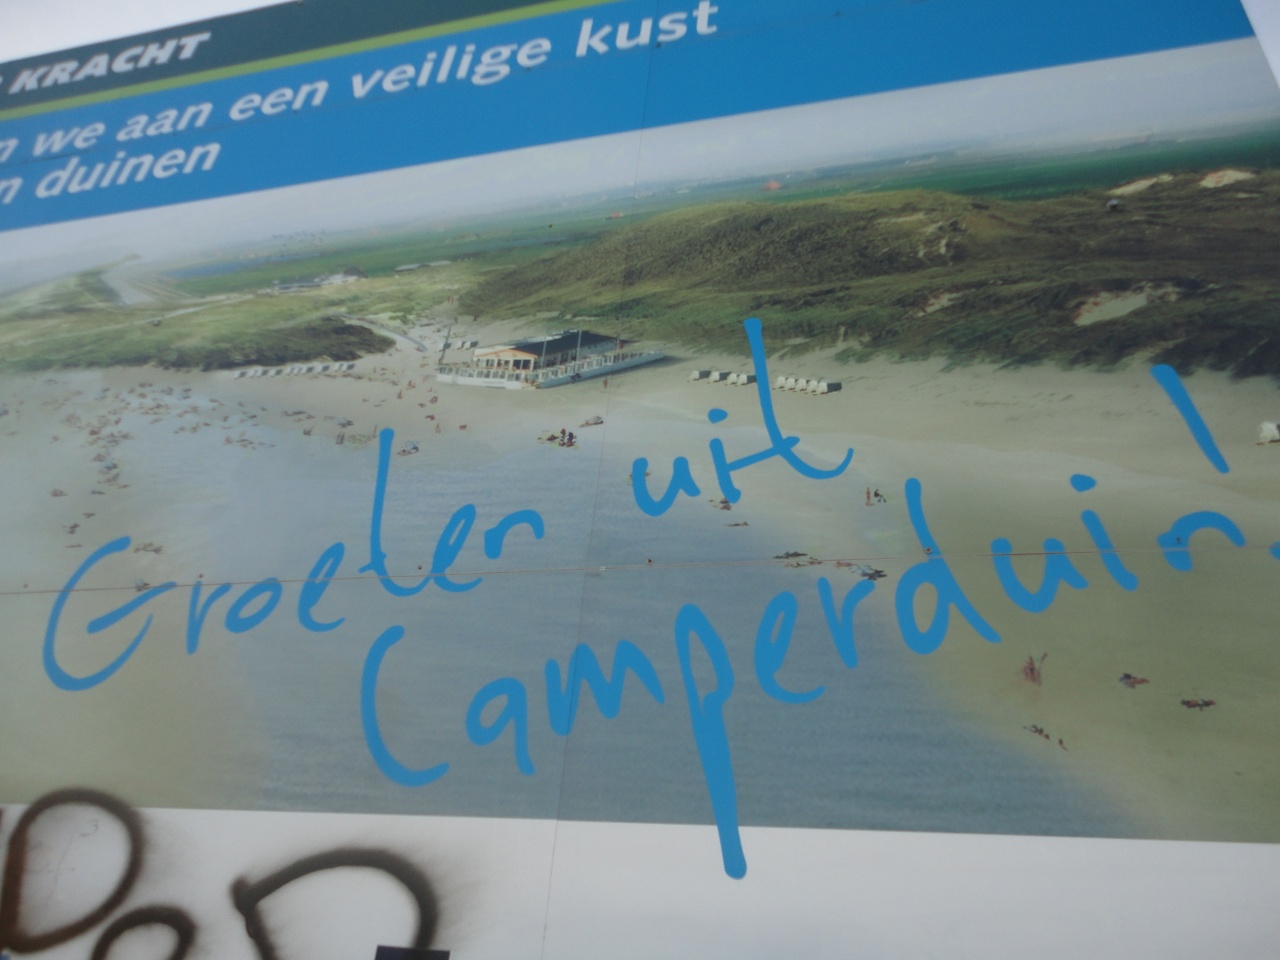 KRACHT
we aan een veilige kust
duinen
Groeten uit
Camperduin!